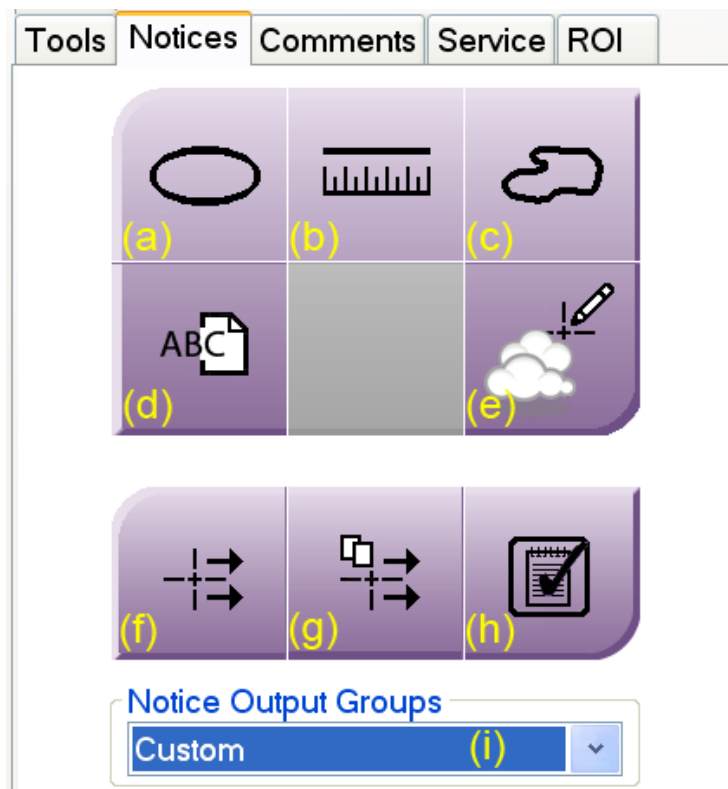 Tools Notices Comments Service ROI
(a) (b) (c)
ABC
(d) (e)
(f) (g) (h)
Notice Output Groups
Custom (i)